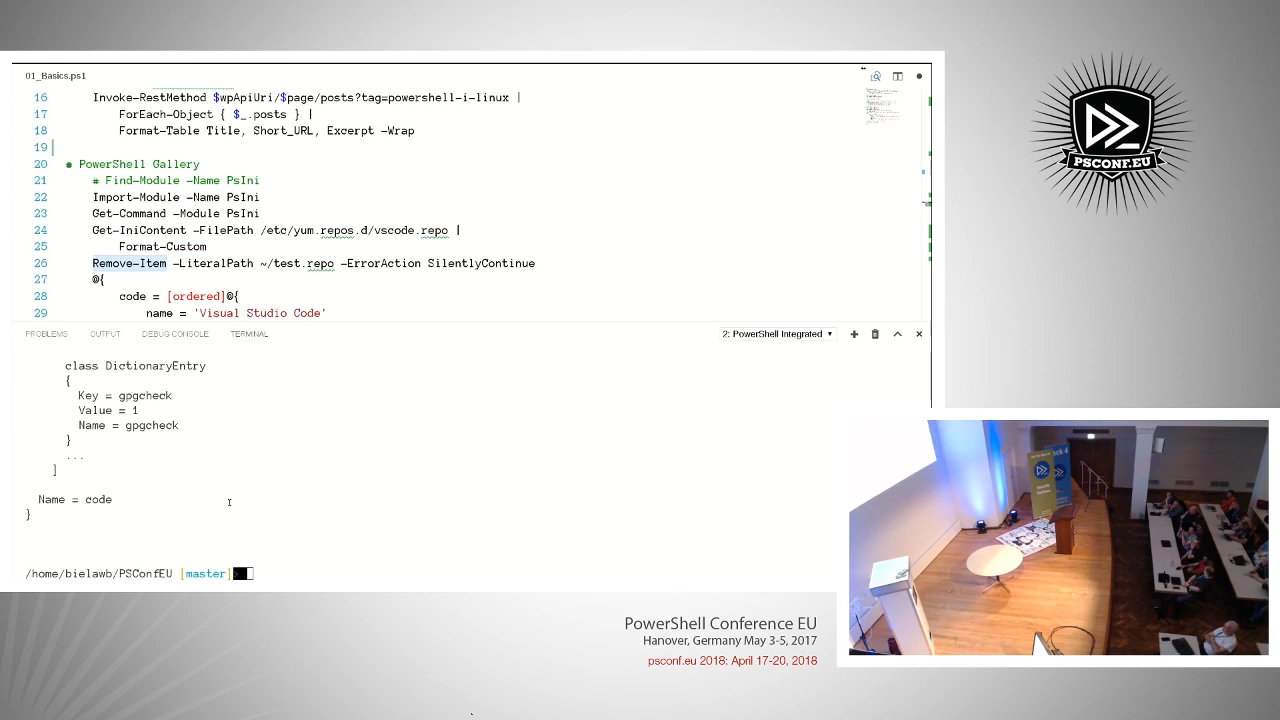 01_Basics.ps1
16 Invoke-RestMethod $wpApiUri/$page/posts?tag=powershell-i-linux |
17 ForEach-Object { $_.posts } |
18 Format-Table Title, Short_URL, Excerpt -Wrap
19
20 # PowerShell Gallery
21 # Find-Module -Name PsIni
22 Import-Module -Name PsIni
23 Get-Command -Module PsIni
24 Get-IniContent -FilePath /etc/yum.repos.d/vscode.repo |
25 Format-Custom
26 Remove-Item -LiteralPath ~/test.repo -ErrorAction SilentlyContinue
27 @{
28 code = [ordered]@{
29 name = 'Visual Studio Code'
PROBLEMS OUTPUT DEBUG CONSOLE TERMINAL 2: PowerShell Integrated
class DictionaryEntry
{
Key = gpgcheck
Value = 1
Name = gpgcheck
}
...
]
Name = code
}
/home/bielawb/PSConfEU [master]>
PSCONF.EU
PowerShell Conference EU
Hanover, Germany May 3-5, 2017
psconf.eu 2018: April 17-20, 2018